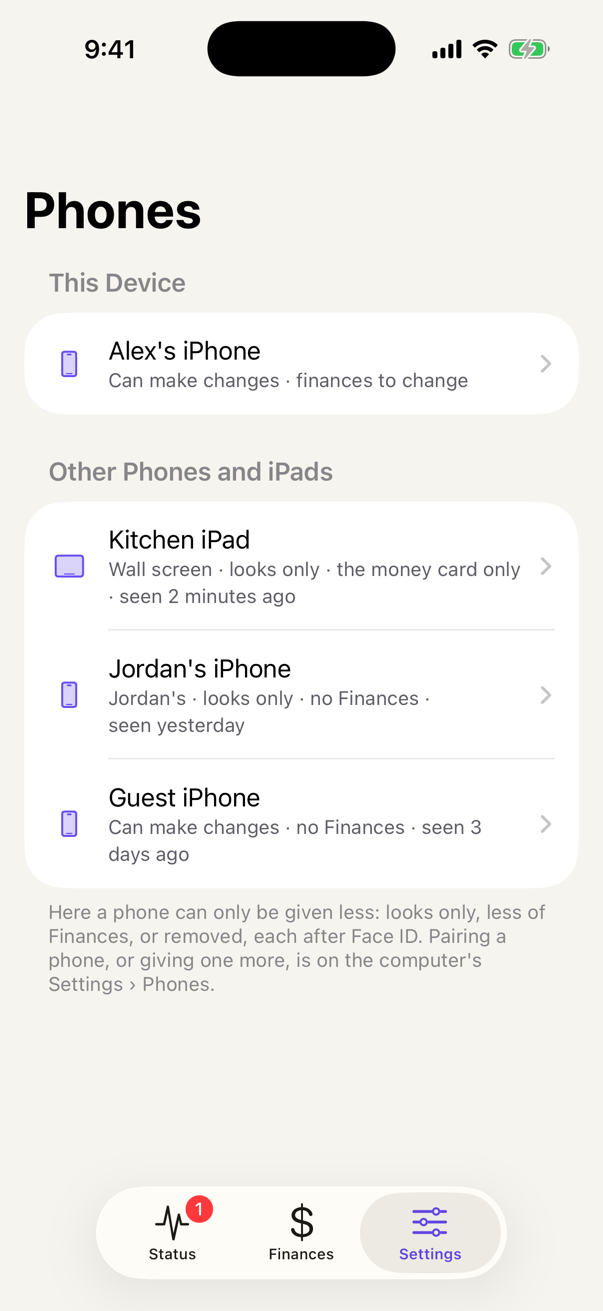 9:41
Phones
This Device
Alex's iPhone
Can make changes · finances to change
Other Phones and iPads
Kitchen iPad
Wall screen · looks only · the money card only
· seen 2 minutes ago
Jordan's iPhone
Jordan's · looks only · no Finances ·
seen yesterday
Guest iPhone
Can make changes · no Finances · seen 3
days ago
Here a phone can only be given less: looks only, less of
Finances, or removed, each after Face ID. Pairing a
phone, or giving one more, is on the computer's
Settings › Phones.
1
Status
$
Finances
Settings